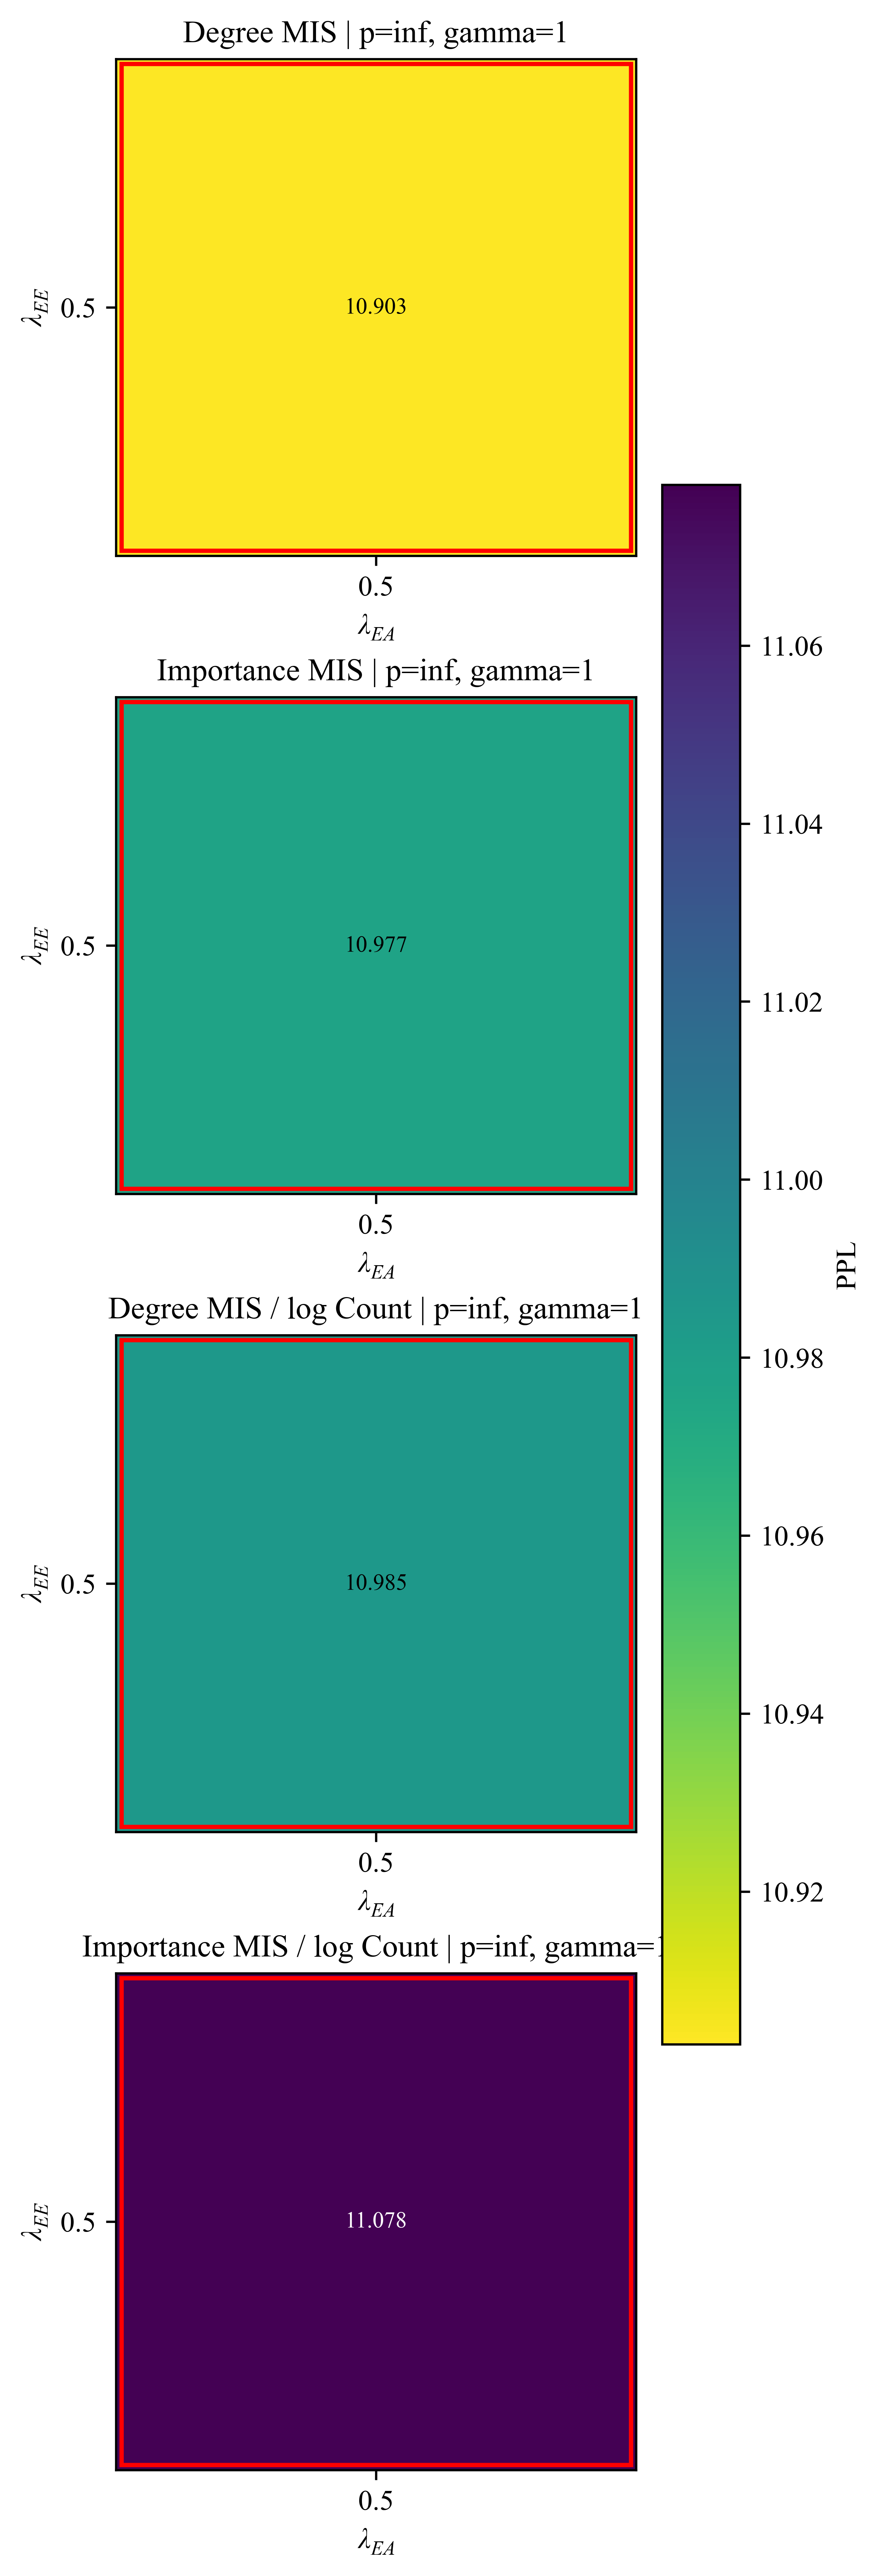 Degree MIS | p=inf, gamma=1
λ_EE
0.5
10.903
0.5
λ_EA
Importance MIS | p=inf, gamma=1
λ_EE
0.5
10.977
0.5
λ_EA
Degree MIS / log Count | p=inf, gamma=1
λ_EE
0.5
10.985
0.5
λ_EA
Importance MIS / log Count | p=inf, gamma=1
λ_EE
0.5
11.078
0.5
λ_EA
11.06
11.04
11.02
11.00
10.98
10.96
10.94
10.92
PPL